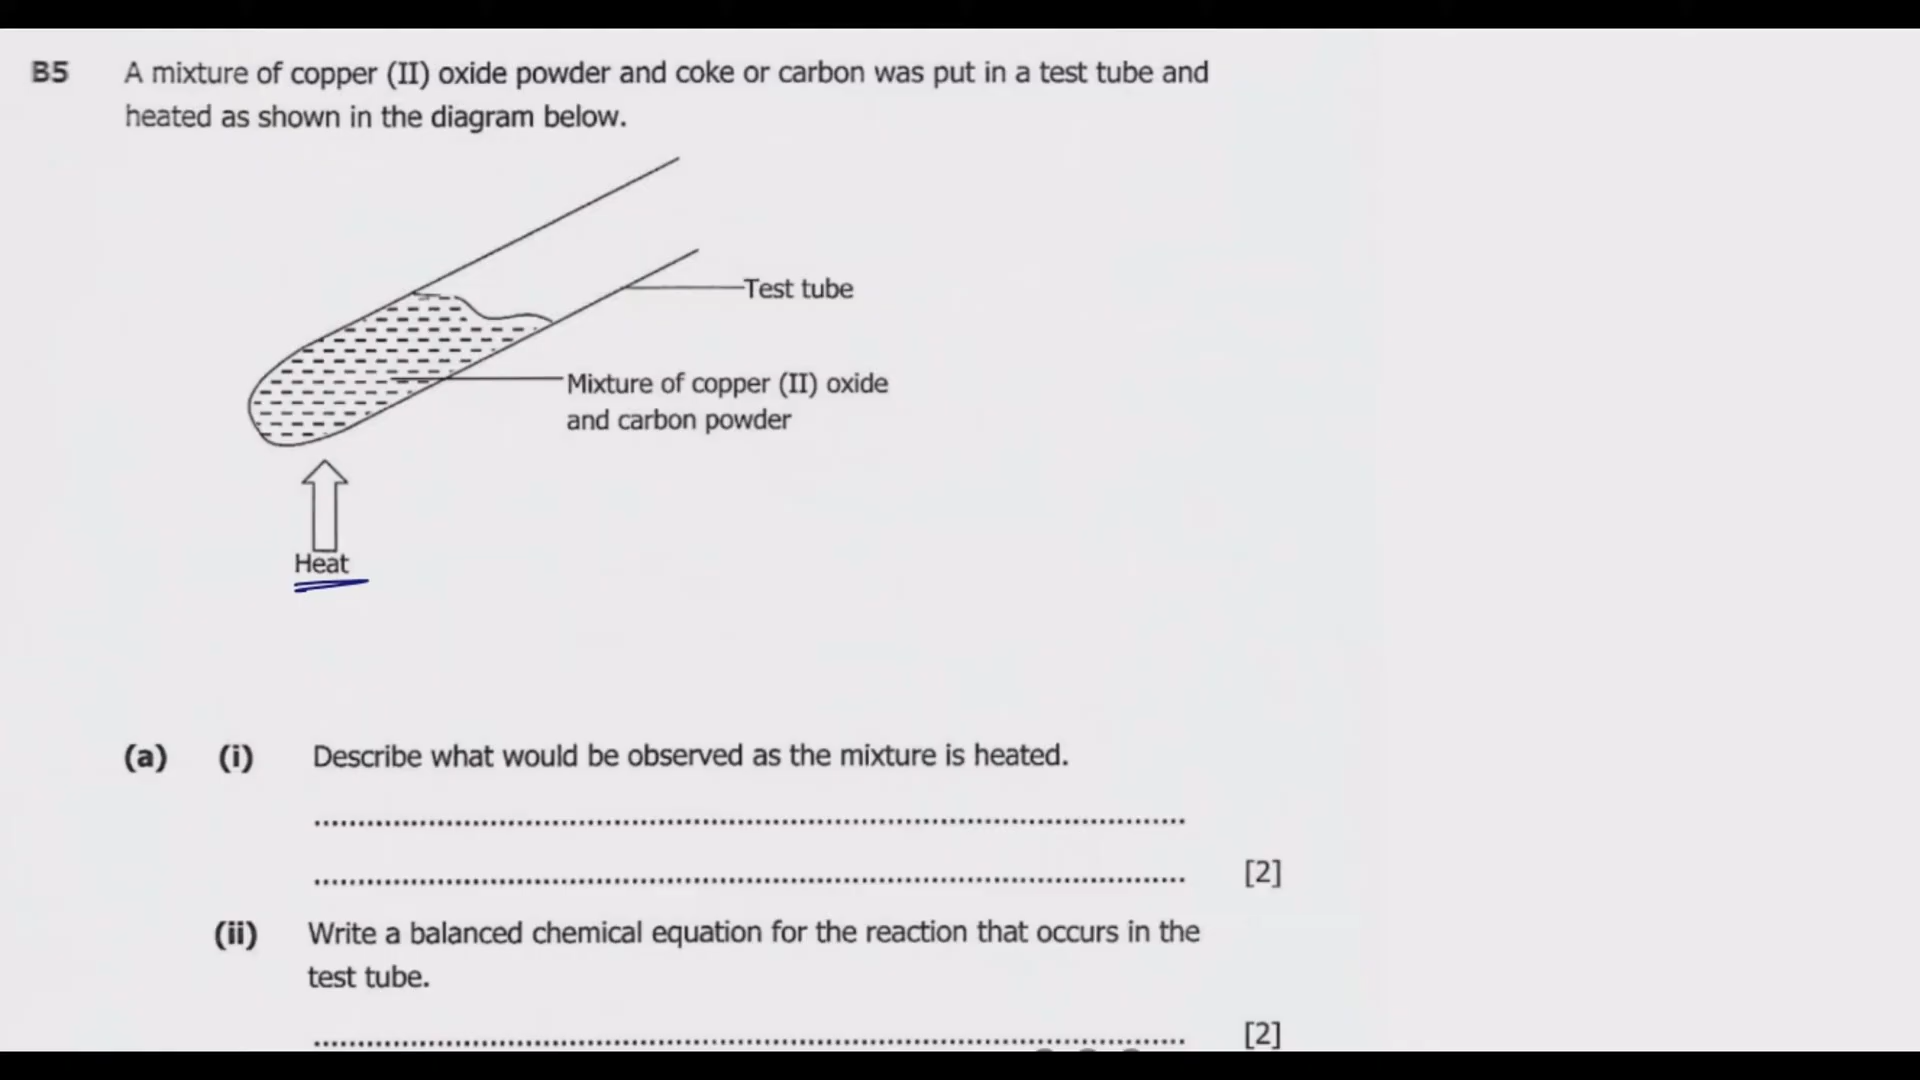 B5 A mixture of copper (II) oxide powder and coke or carbon was put in a test tube and
heated as shown in the diagram below.
Test tube
Mixture of copper (II) oxide
and carbon powder
Heat
(a) (i) Describe what would be observed as the mixture is heated.
........................................................................................................
........................................................................................................ [2]
(ii) Write a balanced chemical equation for the reaction that occurs in the
test tube.
........................................................................................................ [2]